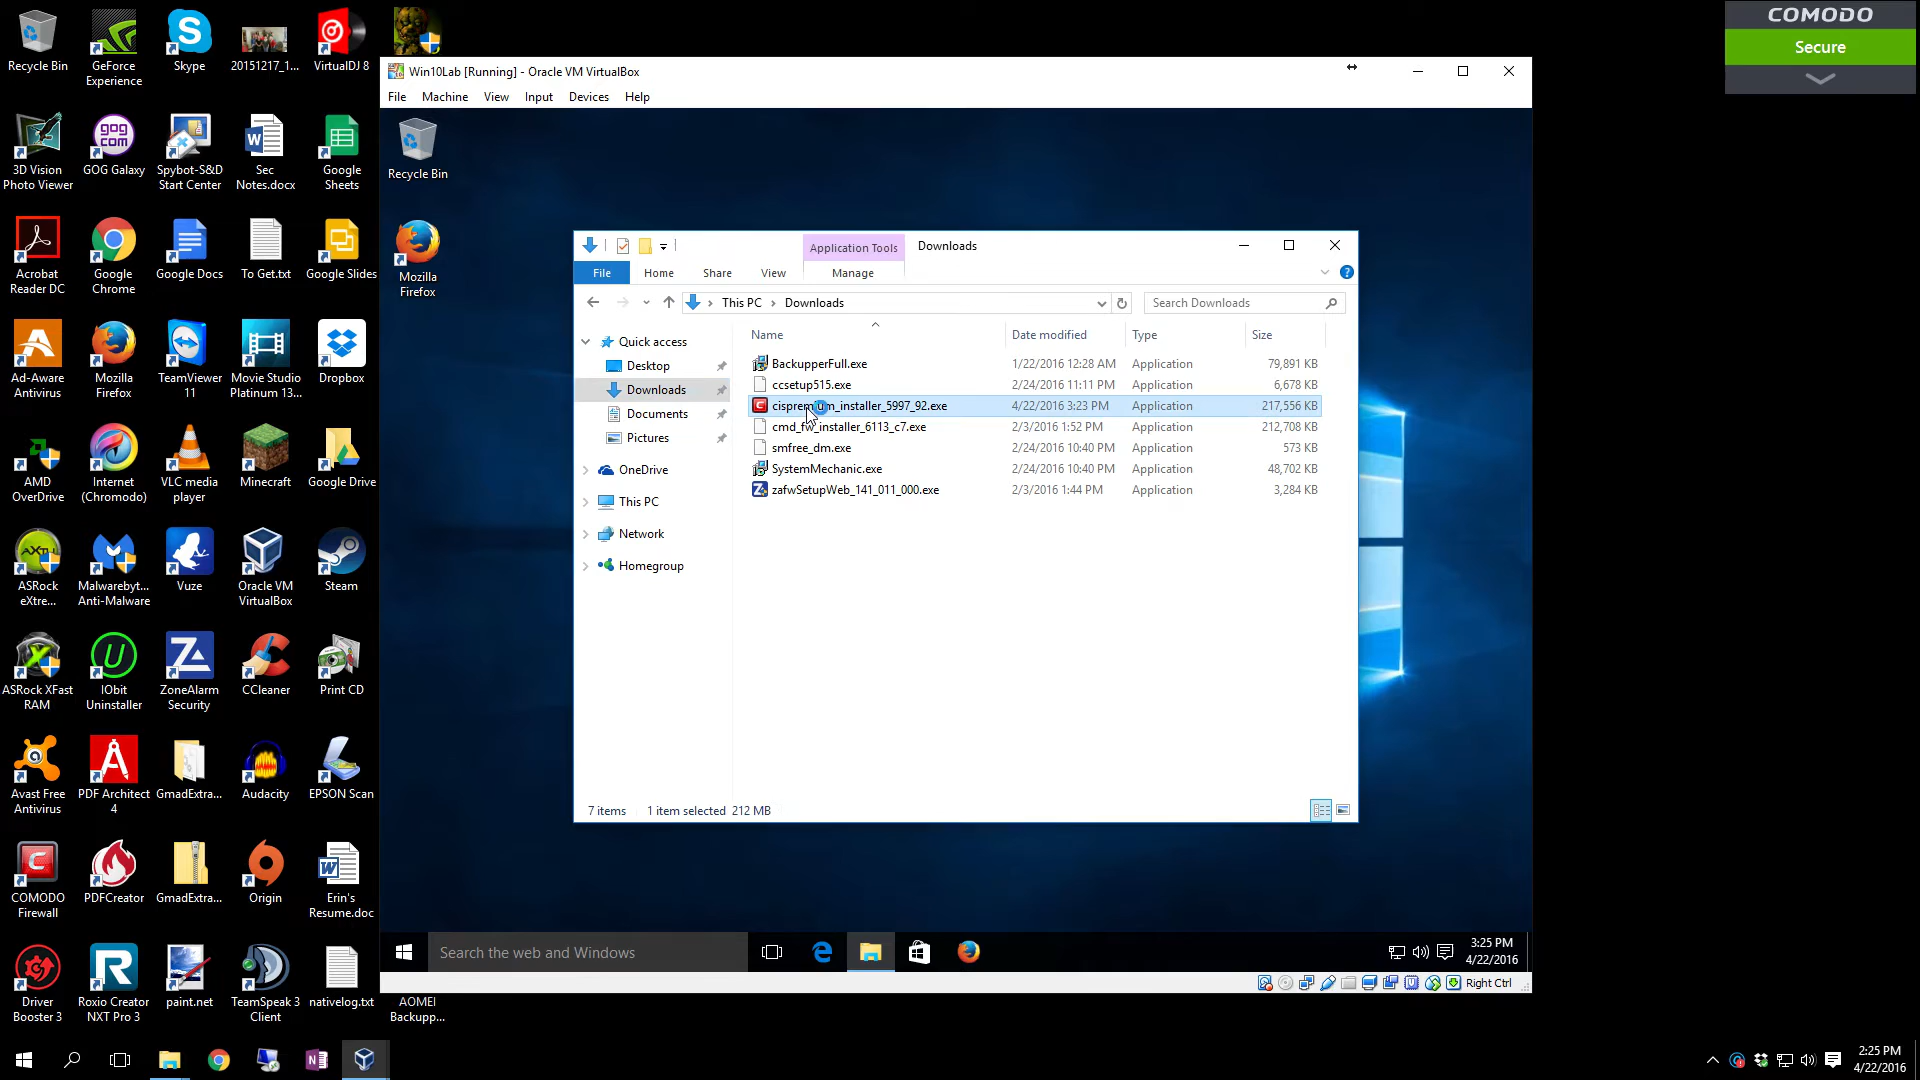 Recycle Bin
GeForce
Experience
Skype
20151217_1...
VirtualDJ 8
3D Vision
Photo Viewer
GOG Galaxy
Spybot-S&D
Start Center
Sec
Notes.docx
Google
Sheets
Acrobat
Reader DC
Google
Chrome
Google Docs
To Get.txt
Google Slides
Ad-Aware
Antivirus
Mozilla
Firefox
TeamViewer
11
Movie Studio
Platinum 13...
Dropbox
AMD
OverDrive
Internet
(Chromodo)
VLC media
player
Minecraft
Google Drive
ASRock
eXtre...
Malwarebyt...
Anti-Malware
Vuze
Oracle VM
VirtualBox
Steam
ASRock XFast
RAM
IObit
Uninstaller
ZoneAlarm
Security
CCleaner
Print CD
Avast Free
Antivirus
PDF Architect
4
GmadExtra...
Audacity
EPSON Scan
COMODO
Firewall
PDFCreator
GmadExtra...
Origin
Erin's
Resume.doc
Driver
Booster 3
Roxio Creator
NXT Pro 3
paint.net
TeamSpeak 3
Client
nativelog.txt
AOMEI
Backupp...
COMODO
Secure
Win10Lab [Running] - Oracle VM VirtualBox
File Machine View Input Devices Help
Recycle Bin
Mozilla
Firefox
Application Tools Downloads
File Home Share View Manage
This PC > Downloads
Search Downloads
Quick access
Desktop
Downloads
Documents
Pictures
OneDrive
This PC
Network
Homegroup
Name Date modified Type Size
BackupperFull.exe 1/22/2016 12:28 AM Application 79,891 KB
ccsetup515.exe 2/24/2016 11:11 PM Application 6,678 KB
cispremium_installer_5997_92.exe 4/22/2016 3:23 PM Application 217,556 KB
cmd_fw_installer_6113_c7.exe 2/3/2016 1:52 PM Application 212,708 KB
smfree_dm.exe 2/24/2016 10:40 PM Application 573 KB
SystemMechanic.exe 2/24/2016 10:40 PM Application 48,702 KB
zafwSetupWeb_141_011_000.exe 2/3/2016 1:44 PM Application 3,284 KB
7 items 1 item selected 212 MB
Search the web and Windows
3:25 PM
4/22/2016
Right Ctrl
2:25 PM
4/22/2016